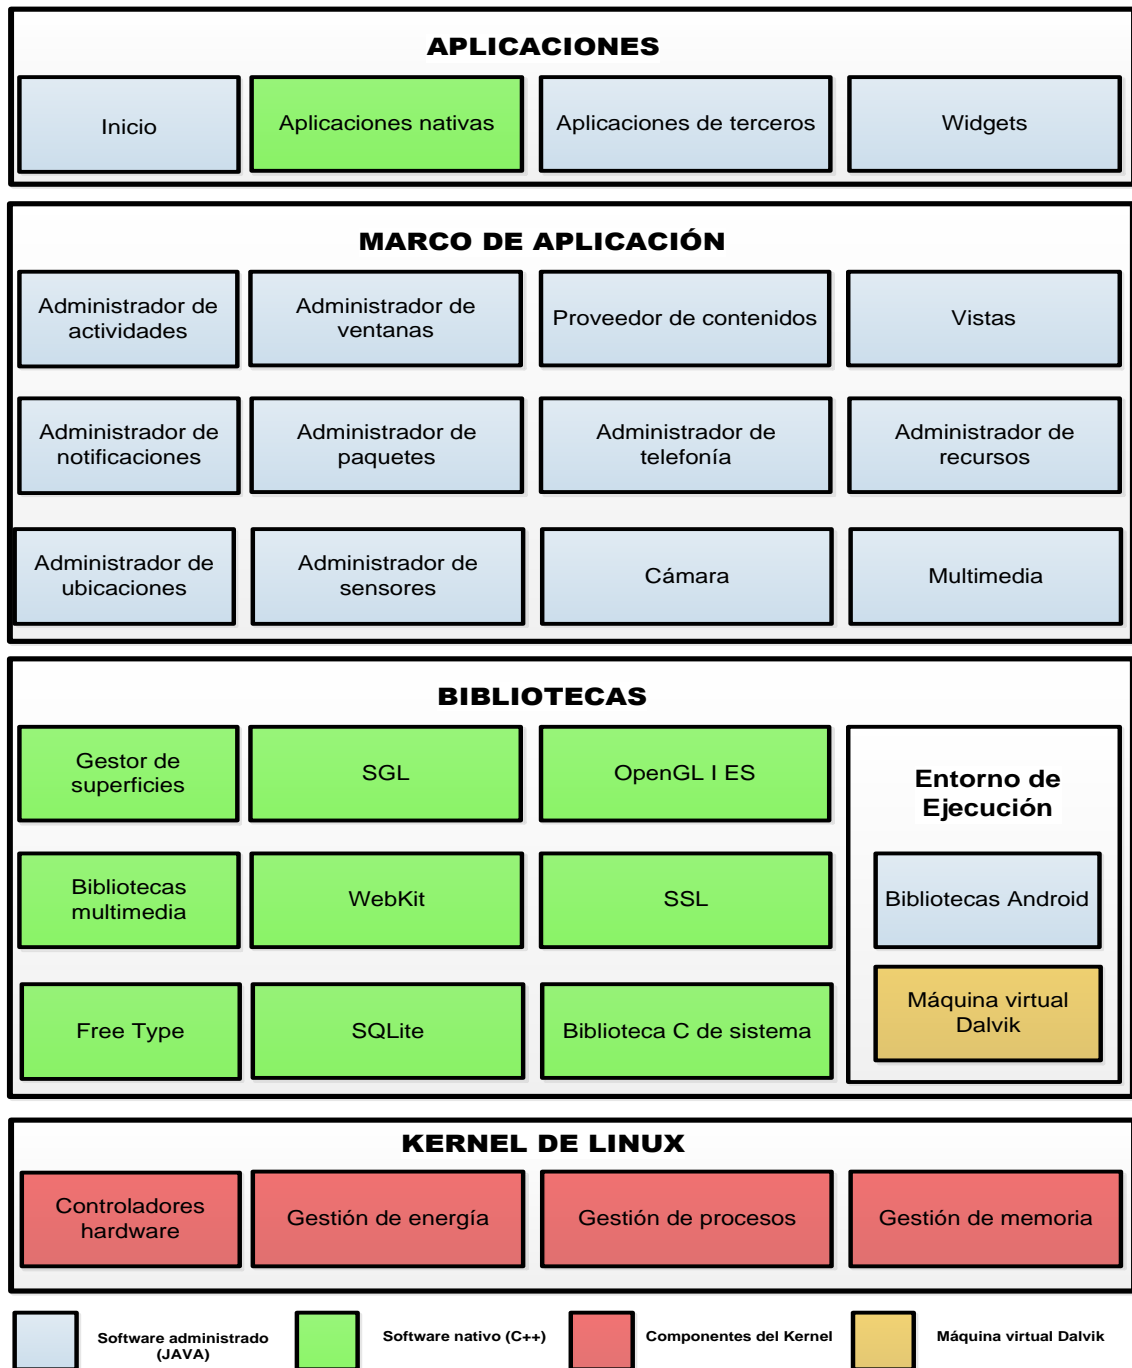 APLICACIONES
Inicio
Aplicaciones nativas
Aplicaciones de terceros
Widgets
MARCO DE APLICACIÓN
Administrador de
actividades
Administrador de
ventanas
Proveedor de contenidos
Vistas
Administrador de
notificaciones
Administrador de
paquetes
Administrador de
telefonía
Administrador de
recursos
Administrador de
ubicaciones
Administrador de
sensores
Cámara
Multimedia
BIBLIOTECAS
Gestor de
superficies
SGL
OpenGL I ES
Entorno de
Ejecución
Bibliotecas
multimedia
WebKit
SSL
Bibliotecas Android
Free Type
SQLite
Biblioteca C de sistema
Máquina virtual
Dalvik
KERNEL DE LINUX
Controladores
hardware
Gestión de energía
Gestión de procesos
Gestión de memoria
Software administrado
(JAVA)
Software nativo (C++)
Componentes del Kernel
Máquina virtual Dalvik